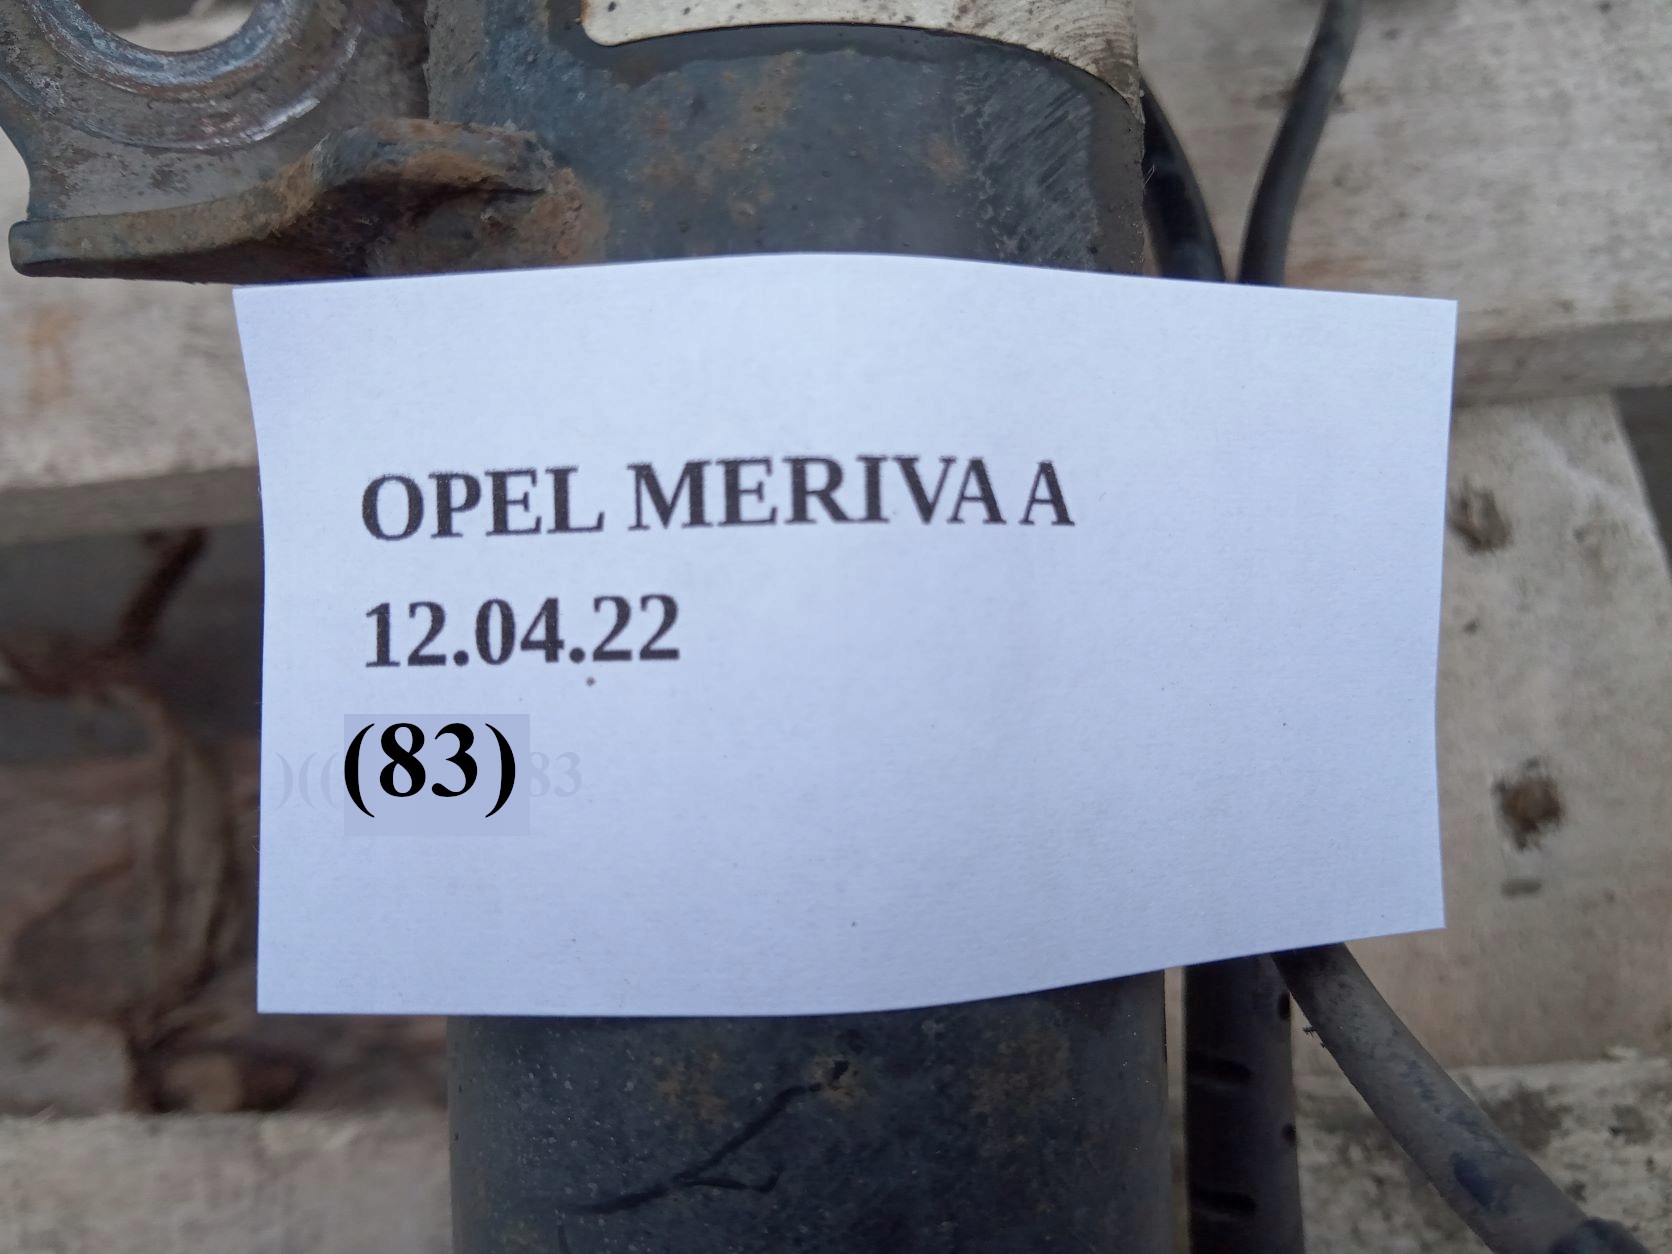 OPEL MERIVA A
12.04.22
(83)